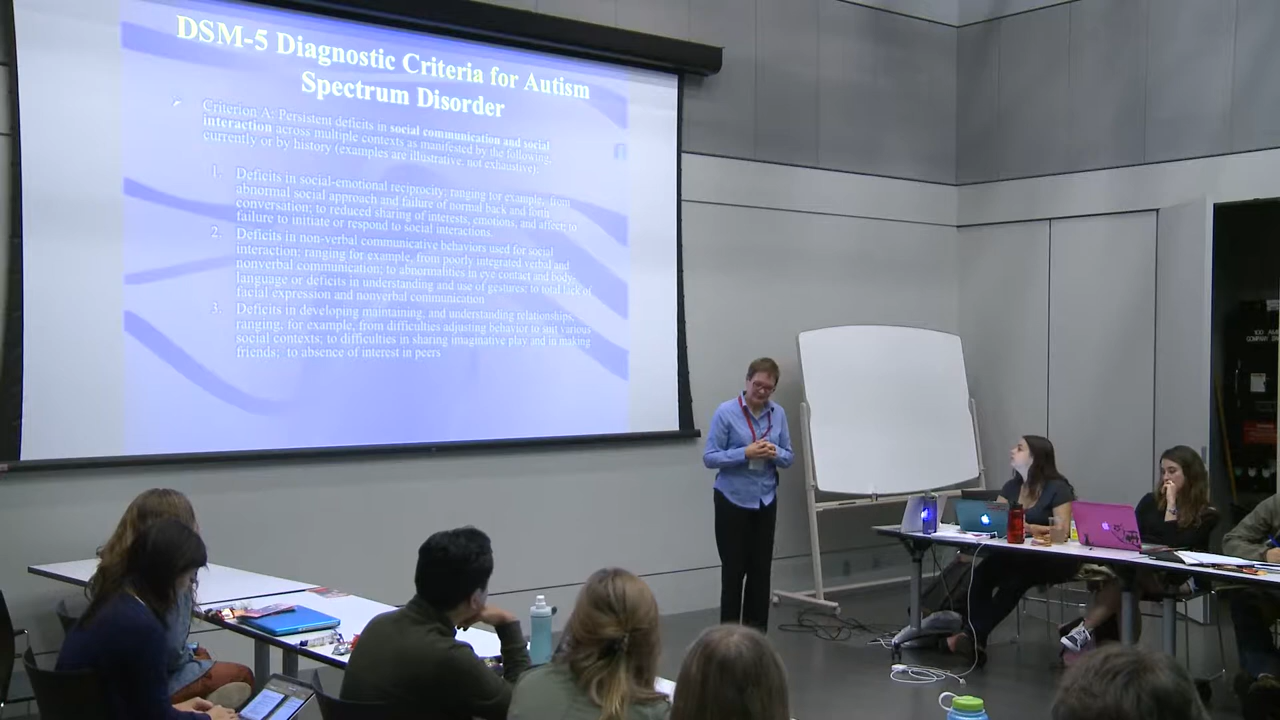 DSM-5 Diagnostic Criteria for Autism
Spectrum Disorder
Criterion A: Persistent deficits in social communication and social
interaction across multiple contexts as manifested by the following,
currently or by history (examples are illustrative, not exhaustive):
1. Deficits in social-emotional reciprocity; ranging for example, from
abnormal social approach and failure of normal back and forth
conversation; to reduced sharing of interests, emotions, and affect; to
failure to initiate or respond to social interactions.
2. Deficits in non-verbal communicative behaviors used for social
interaction; ranging for example, from poorly integrated verbal and
nonverbal communication; to abnormalities in eye contact and body-
language or deficits in understanding and use of gestures; to total lack of
facial expression and nonverbal communication
3. Deficits in developing maintaining, and understanding relationships,
ranging, for example, from difficulties adjusting behavior to suit various
social contexts; to difficulties in sharing imaginative play and in making
friends; to absence of interest in peers